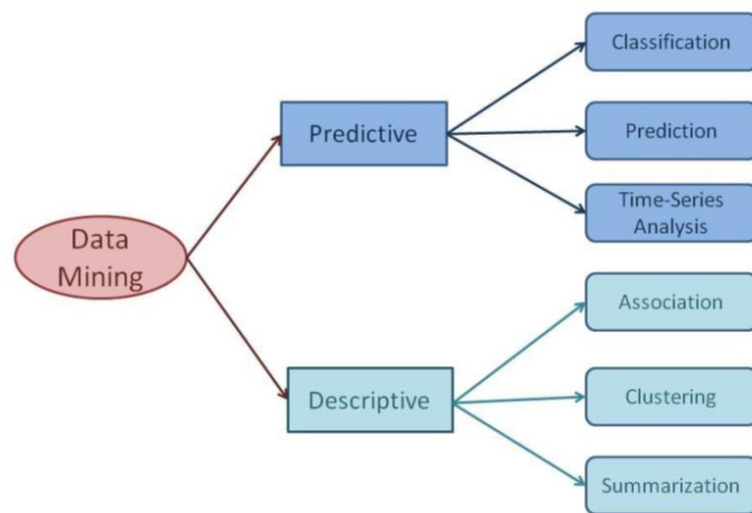 Classification
Predictive
Prediction
Time-Series
Analysis
Data
Mining
Association
Descriptive
Clustering
Summarization